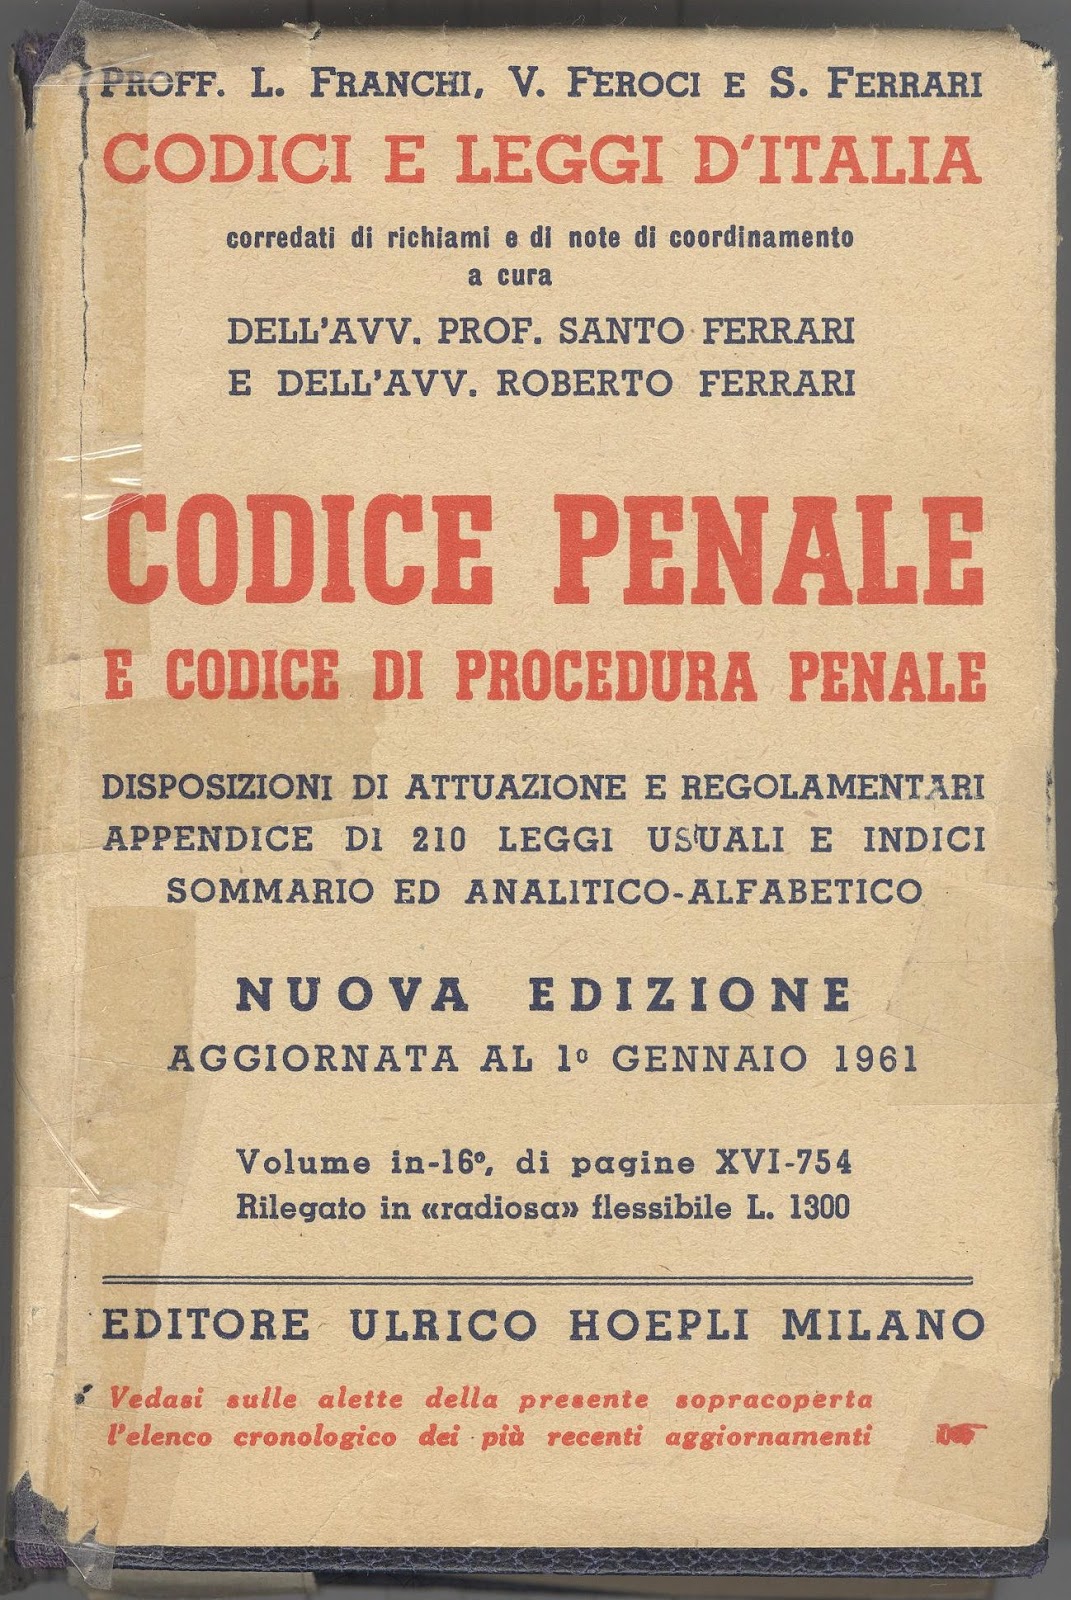 PROFF. L. FRANCHI, V. FEROCI E S. FERRARI
CODICI E LEGGI D'ITALIA
corredati di richiami e di note di coordinamento
a cura
DELL'AVV. PROF. SANTO FERRARI
E DELL'AVV. ROBERTO FERRARI
CODICE PENALE
E CODICE DI PROCEDURA PENALE
DISPOSIZIONI DI ATTUAZIONE E REGOLAMENTARI
APPENDICE DI 210 LEGGI USUALI E INDICI
SOMMARIO ED ANALITICO-ALFABETICO
NUOVA EDIZIONE
AGGIORNATA AL 1º GENNAIO 1961
Volume in-16º, di pagine XVI-754
Rilegato in «radiosa» flessibile L. 1300
EDITORE ULRICO HOEPLI MILANO
Vedasi sulle alette della presente sopracoperta
l'elenco cronologico dei più recenti aggiornamenti